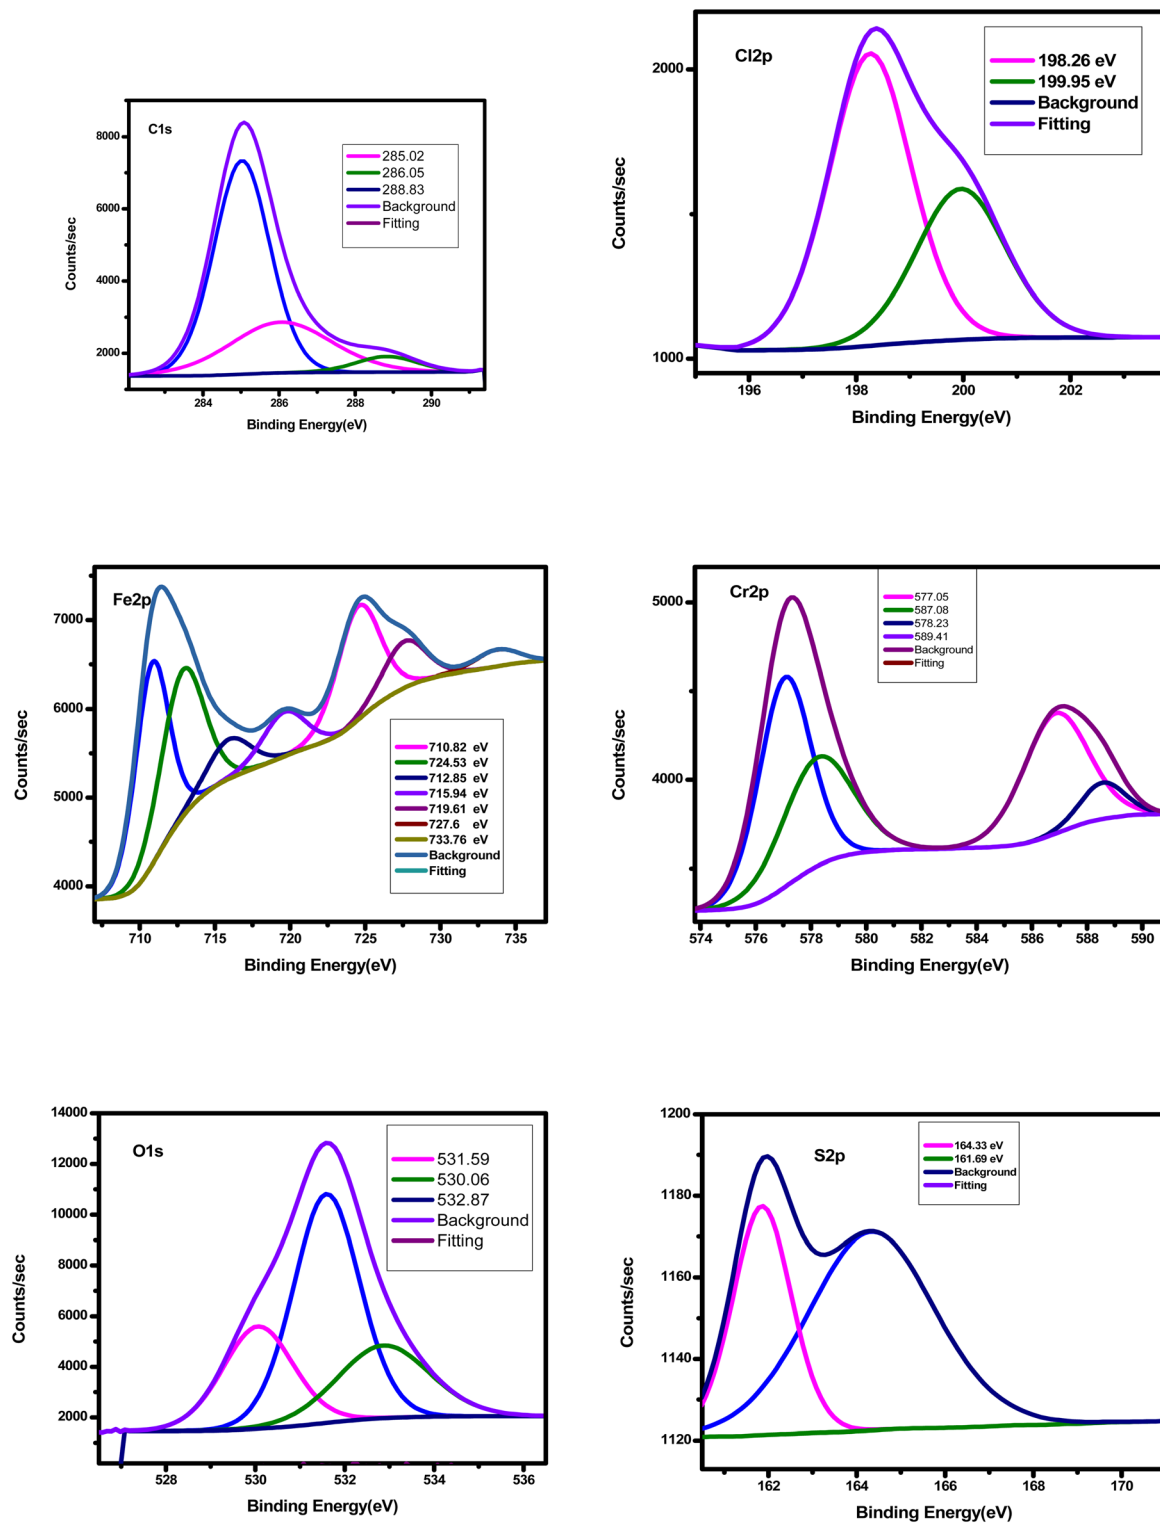 C1s
285.02
286.05
288.83
Background
Fitting
8000
6000
4000
2000
Counts/sec
284 286 288 290
Binding Energy(eV)
Cl2p
198.26 eV
199.95 eV
Background
Fitting
2000
1000
Counts/sec
196 198 200 202
Binding Energy(eV)
Fe2p
710.82 eV
724.53 eV
712.85 eV
715.94 eV
719.61 eV
727.6 eV
733.76 eV
Background
Fitting
7000
6000
5000
4000
Counts/sec
710 715 720 725 730 735
Binding Energy(eV)
Cr2p
577.05
587.08
578.23
589.41
Background
Fitting
5000
4000
Counts/sec
574 576 578 580 582 584 586 588 590
Binding Energy(eV)
O1s
531.59
530.06
532.87
Background
Fitting
14000
12000
10000
8000
6000
4000
2000
Counts/sec
528 530 532 534 536
Binding Energy(eV)
S2p
164.33 eV
161.69 eV
Background
Fitting
1200
1180
1160
1140
1120
Counts/sec
162 164 166 168 170
Binding Energy(eV)